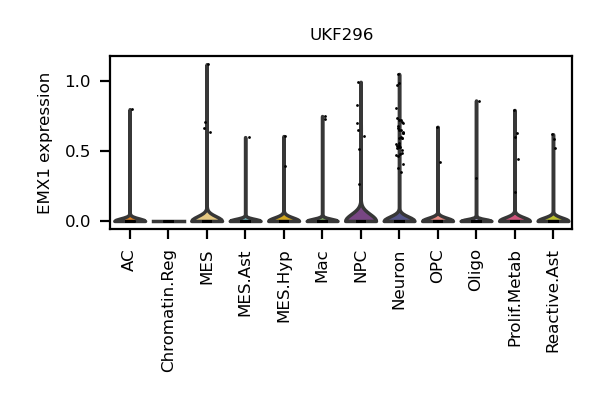 UKF296
EMX1 expression
1.0
0.5
0.0
AC
Chromatin.Reg
MES
MES.Ast
MES.Hyp
Mac
NPC
Neuron
OPC
Oligo
Prolif.Metab
Reactive.Ast